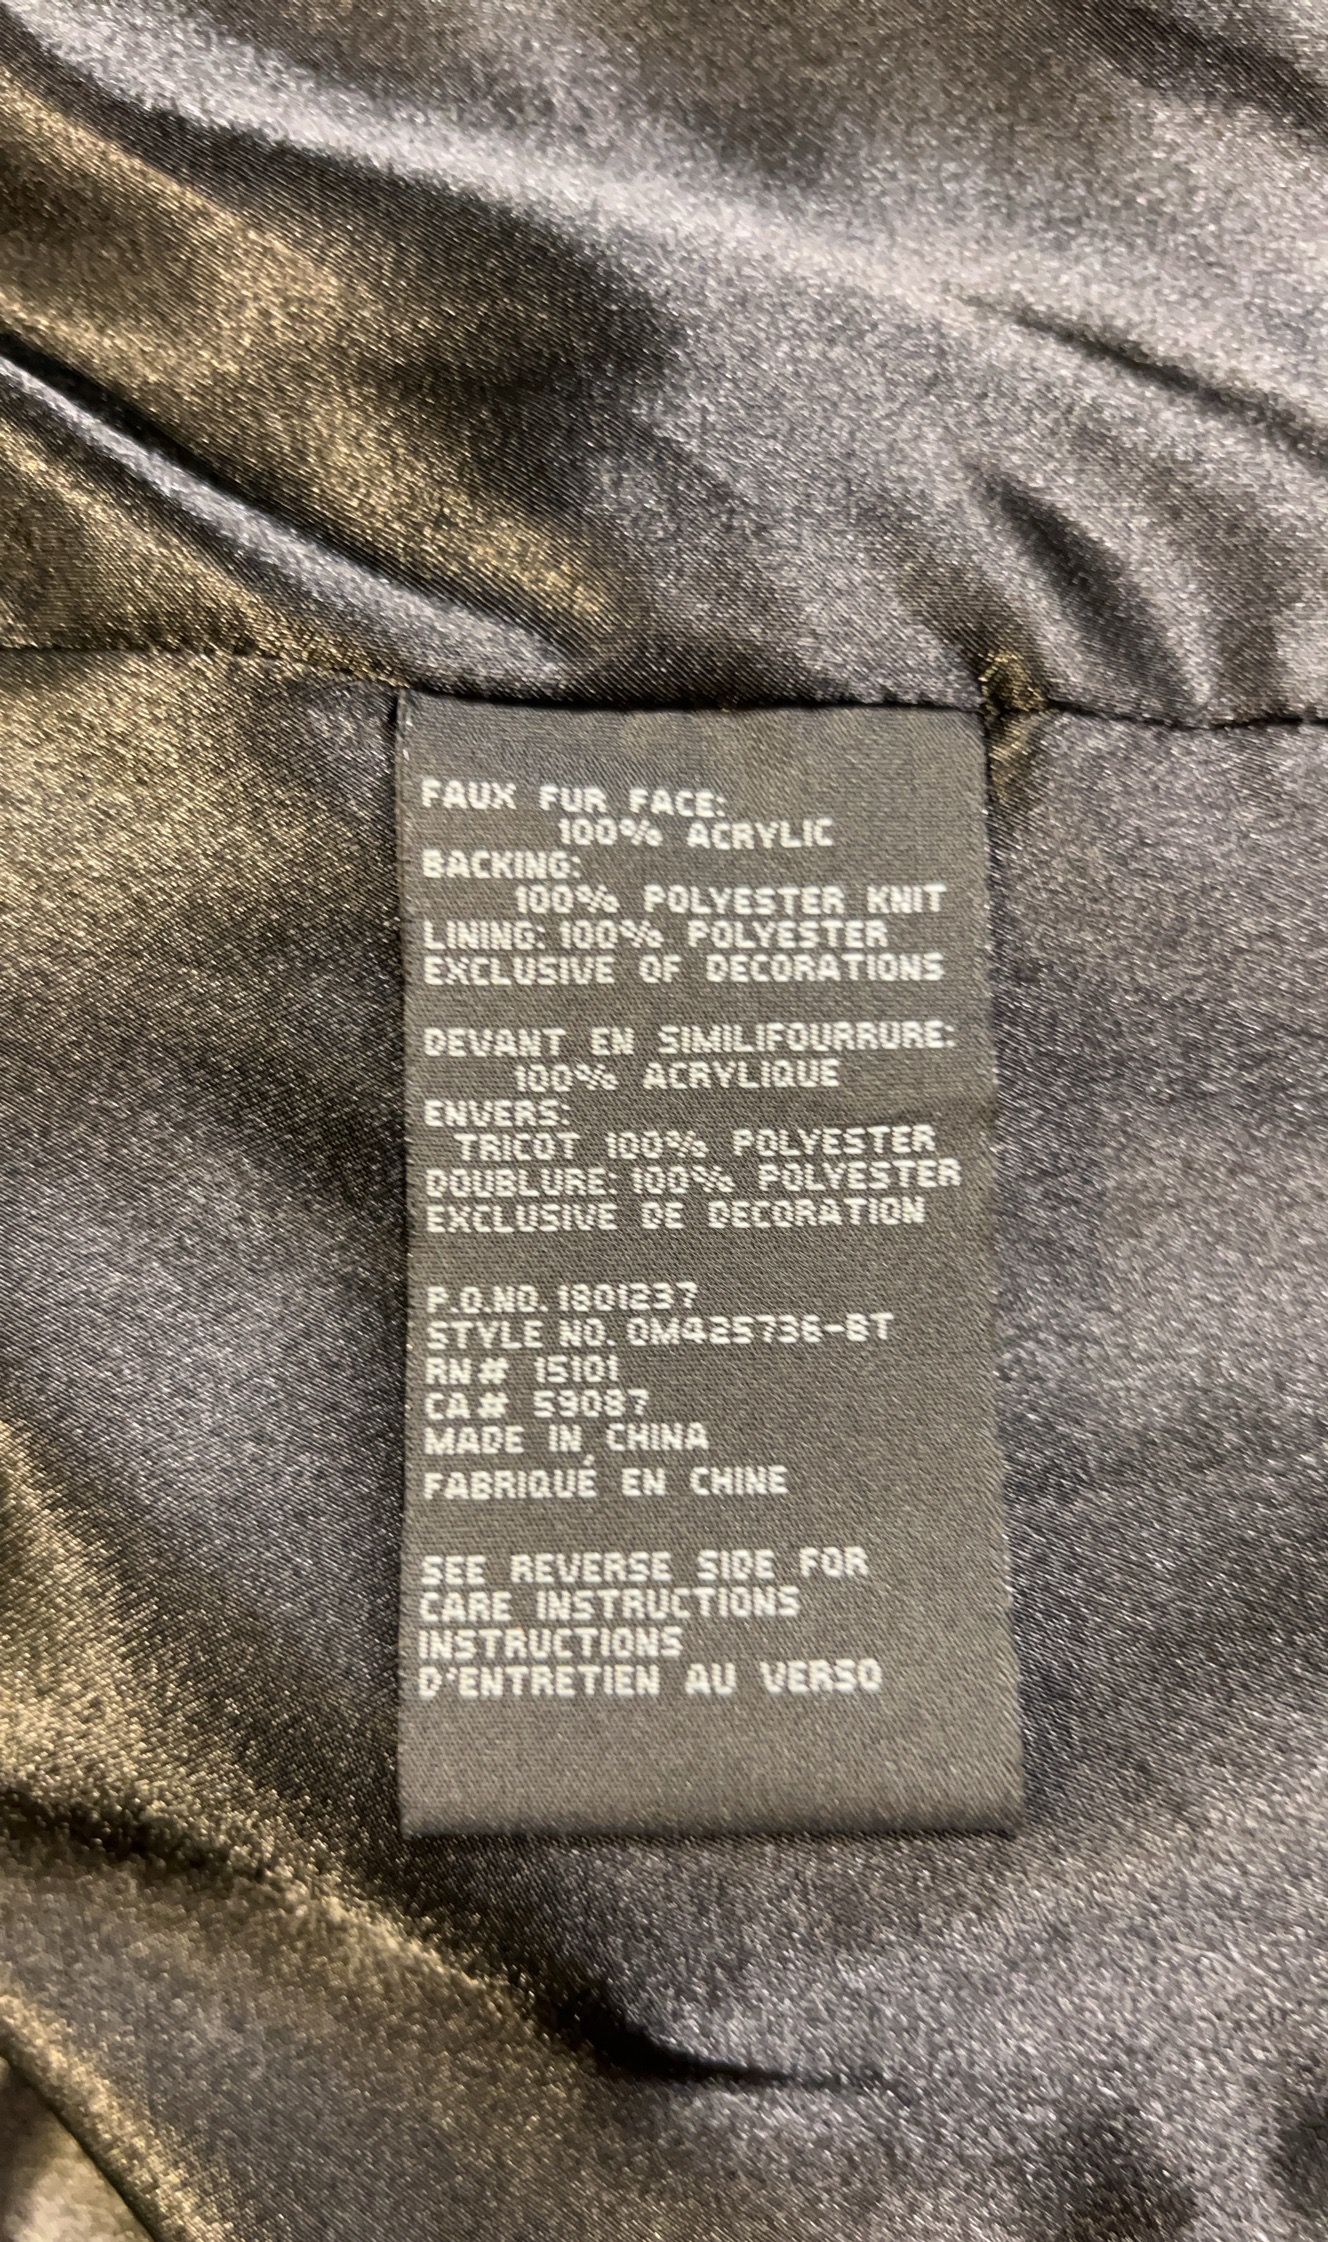 FAUX FUR FACE:
100% ACRYLIC
BACKING:
100% POLYESTER KNIT
LINING: 100% POLYESTER
EXCLUSIVE OF DECORATIONS
DEVANT EN SIMILIFOURRURE:
100% ACRYLIQUE
ENVERS:
TRICOT 100% POLYESTER
DOUBLURE: 100% POLYESTER
EXCLUSIVE DE DECORATION
P.O.NO. 1801237
STYLE NO. OM425736-BT
RN# 15101
CA# 59087
MADE IN CHINA
FABRIQUÉ EN CHINE
SEE REVERSE SIDE FOR
CARE INSTRUCTIONS
INSTRUCTIONS
D'ENTRETIEN AU VERSO